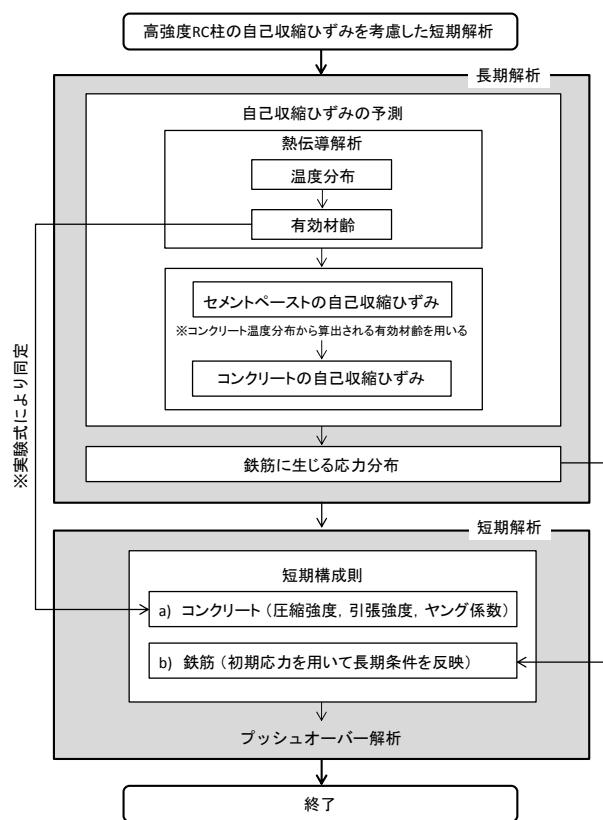 高強度RC柱の自己収縮ひずみを考慮した短期解析
長期解析
自己収縮ひずみの予測
熱伝導解析
温度分布
有効材齢
セメントペーストの自己収縮ひずみ
※コンクリート温度分布から算出される有効材齢を用いる
コンクリートの自己収縮ひずみ
※実験式により同定
鉄筋に生じる応力分布
短期解析
短期構成則
a) コンクリート（圧縮強度，引張強度，ヤング係数）
b) 鉄筋（初期応力を用いて長期条件を反映）
プッシュオーバー解析
終了